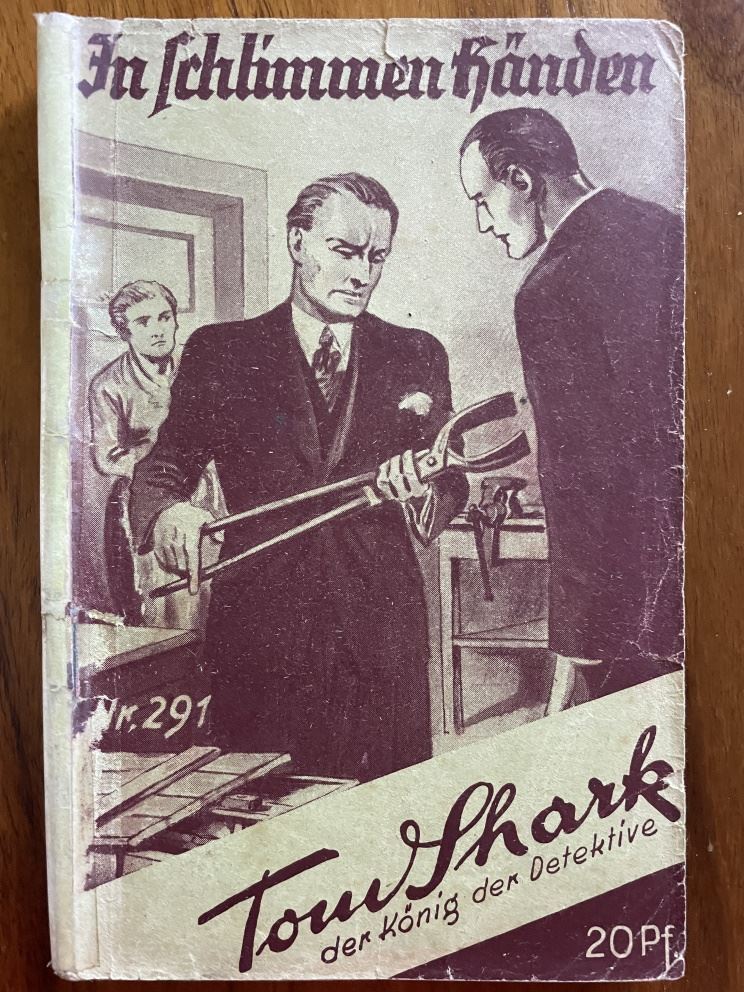 In schlimmen Händen
Nr. 291
Tom Shark
der König der Detektive
20 Pf.